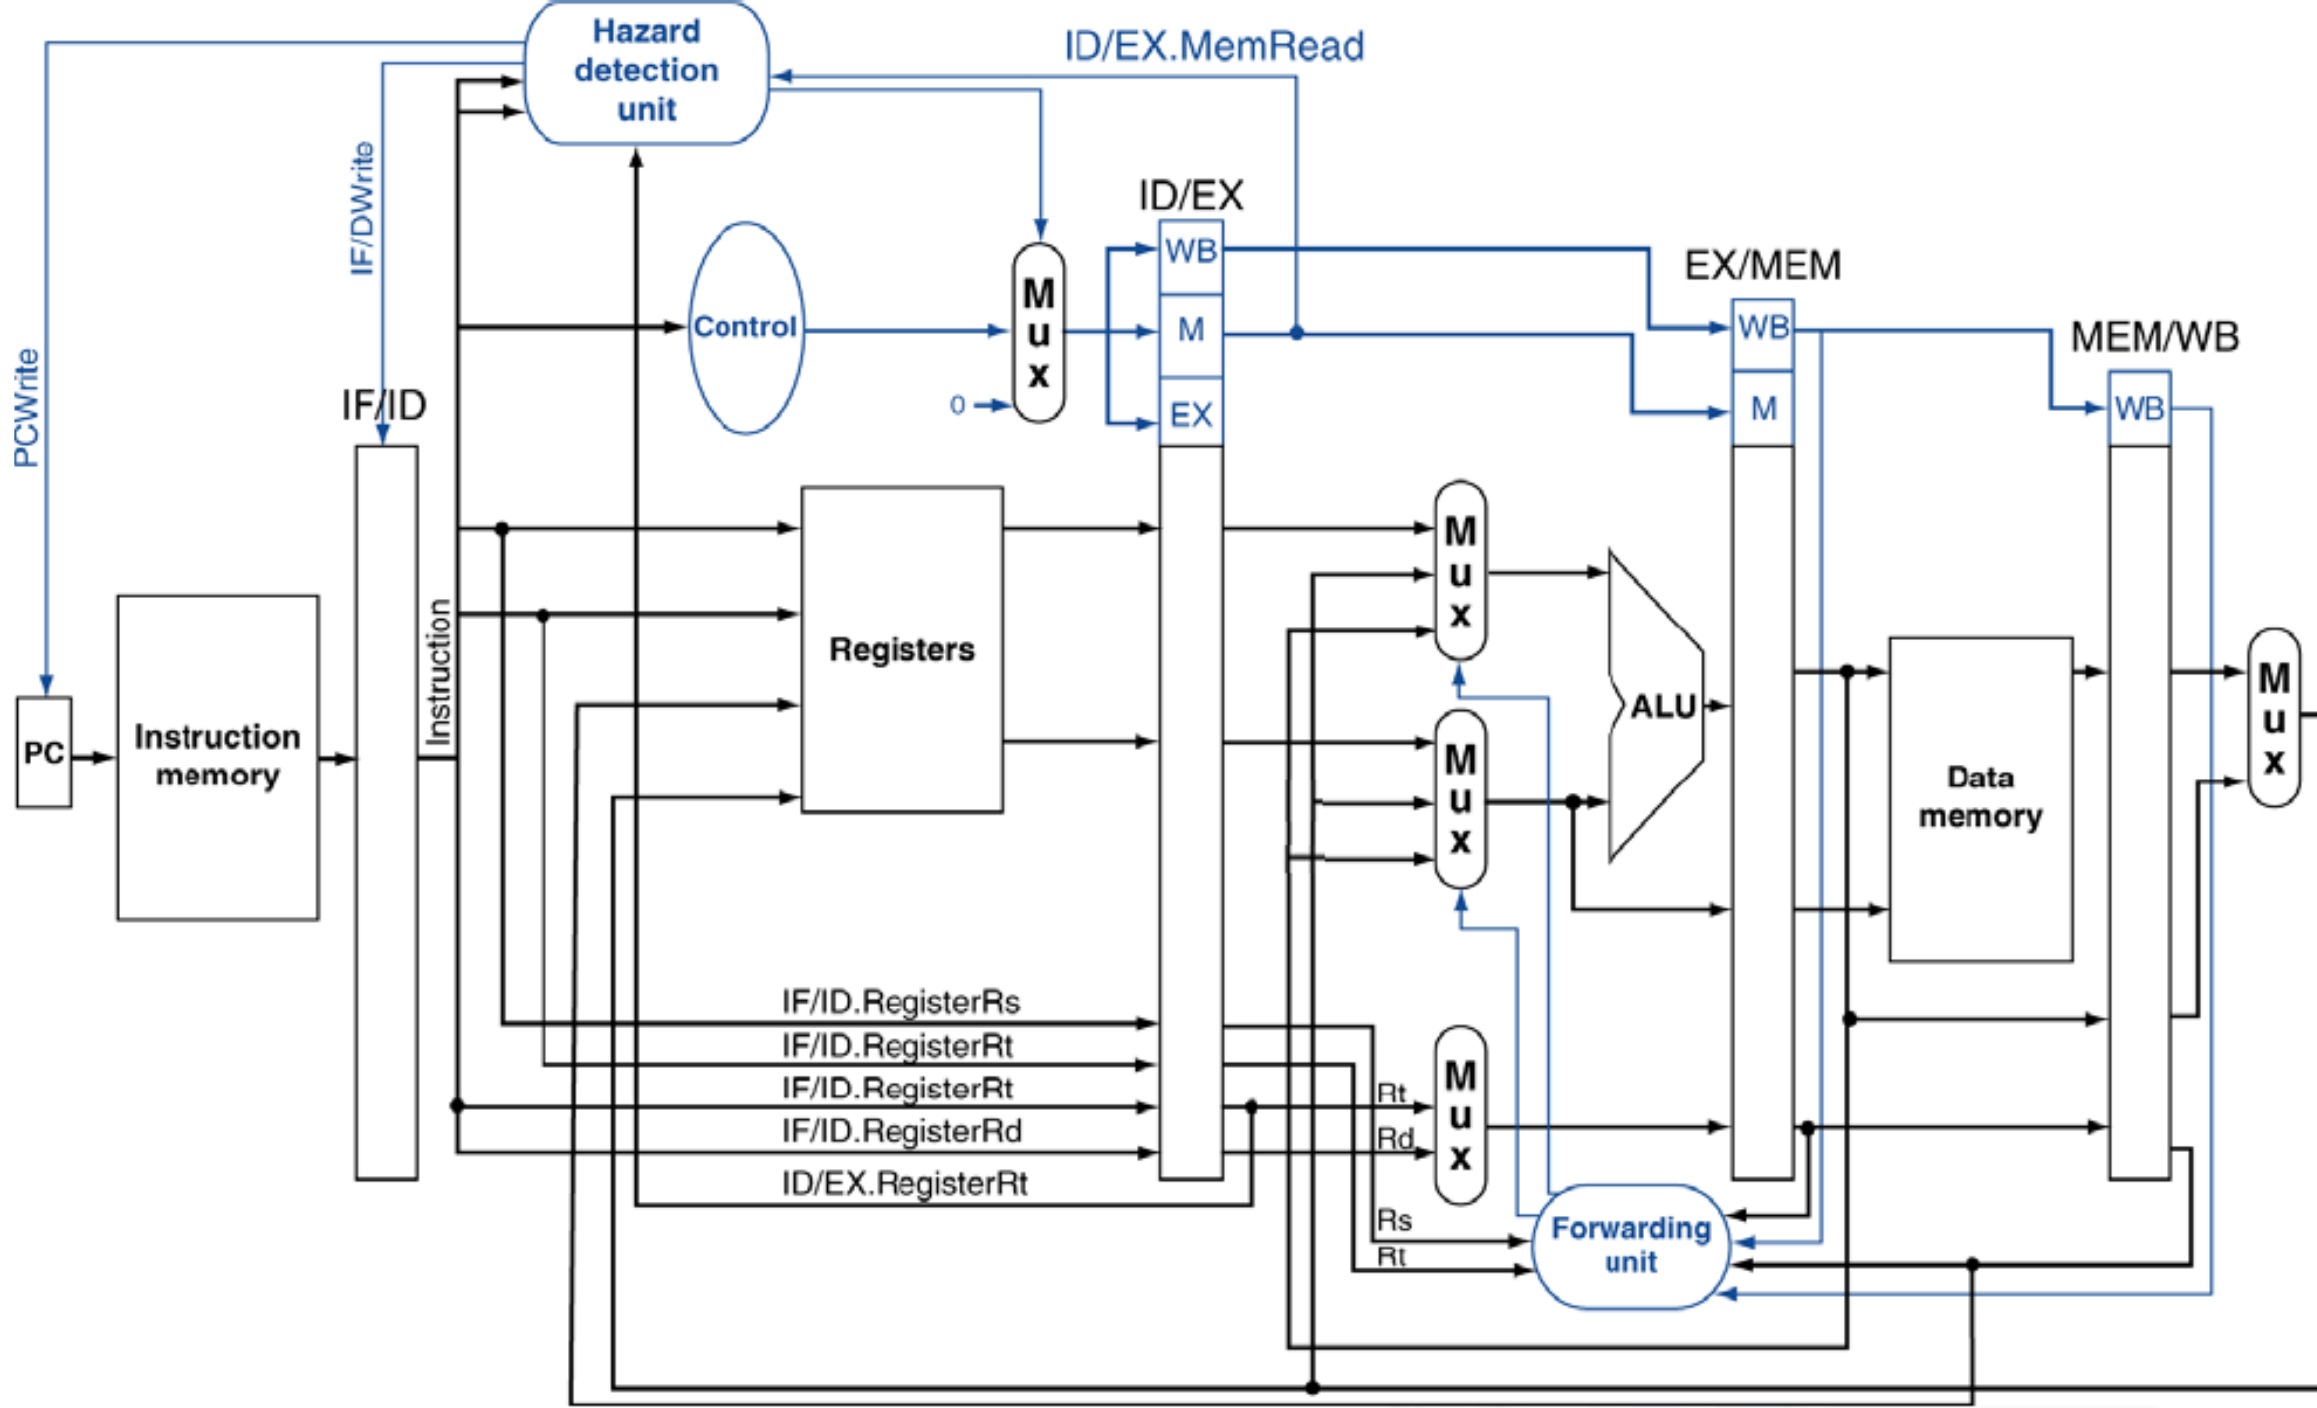 Hazard
detection
unit
ID/EX.MemRead
IF/DWrite
PCWrite
ID/EX
WB
M
EX
Control
M
u
x
0
EX/MEM
WB
M
MEM/WB
WB
IF/ID
Instruction
PC
Instruction
memory
Registers
M
u
x
M
u
x
ALU
Data
memory
M
u
x
IF/ID.RegisterRs
IF/ID.RegisterRt
IF/ID.RegisterRt
IF/ID.RegisterRd
ID/EX.RegisterRt
Rt
Rd
M
u
x
Rs
Rt
Forwarding
unit